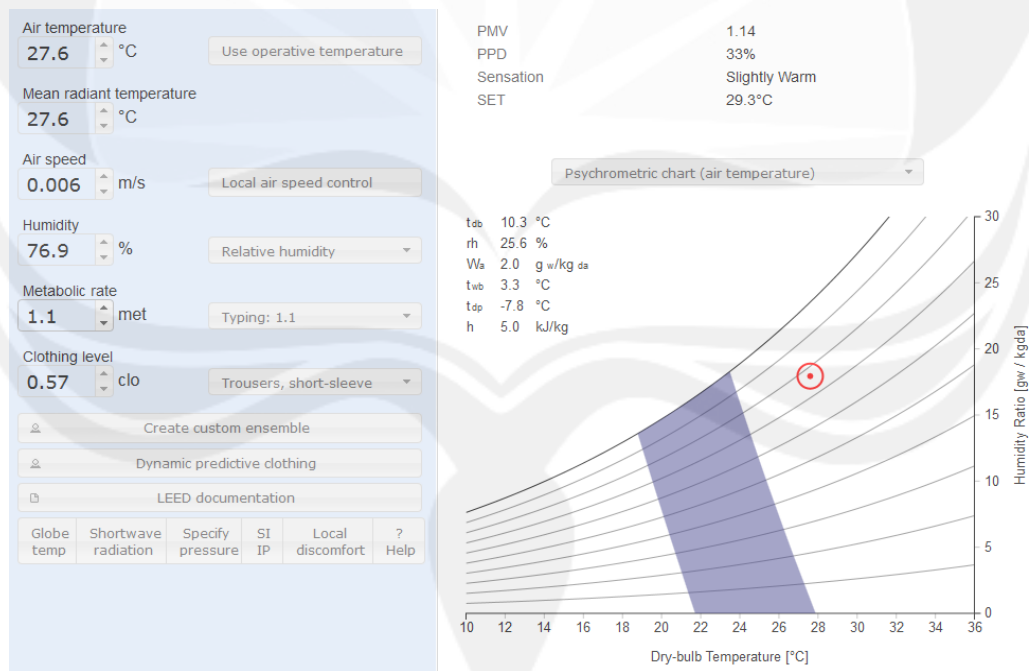 Air temperature
27.6 °C Use operative temperature
Mean radiant temperature
27.6 °C
Air speed
0.006 m/s Local air speed control
Humidity
76.9 % Relative humidity
Metabolic rate
1.1 met Typing: 1.1
Clothing level
0.57 clo Trousers, short-sleeve
Create custom ensemble
Dynamic predictive clothing
LEED documentation
Globe temp Shortwave radiation Specify pressure SI IP Local discomfort ? Help
PMV 1.14
PPD 33%
Sensation Slightly Warm
SET 29.3°C
Psychrometric chart (air temperature)
tdb 10.3 °C
rh 25.6 %
Wa 2.0 g w/kg da
twb 3.3 °C
tdp -7.8 °C
h 5.0 kJ/kg
30
25
20
15
10
5
0
Humidity Ratio [gw / kgda]
10 12 14 16 18 20 22 24 26 28 30 32 34 36
Dry-bulb Temperature [°C]